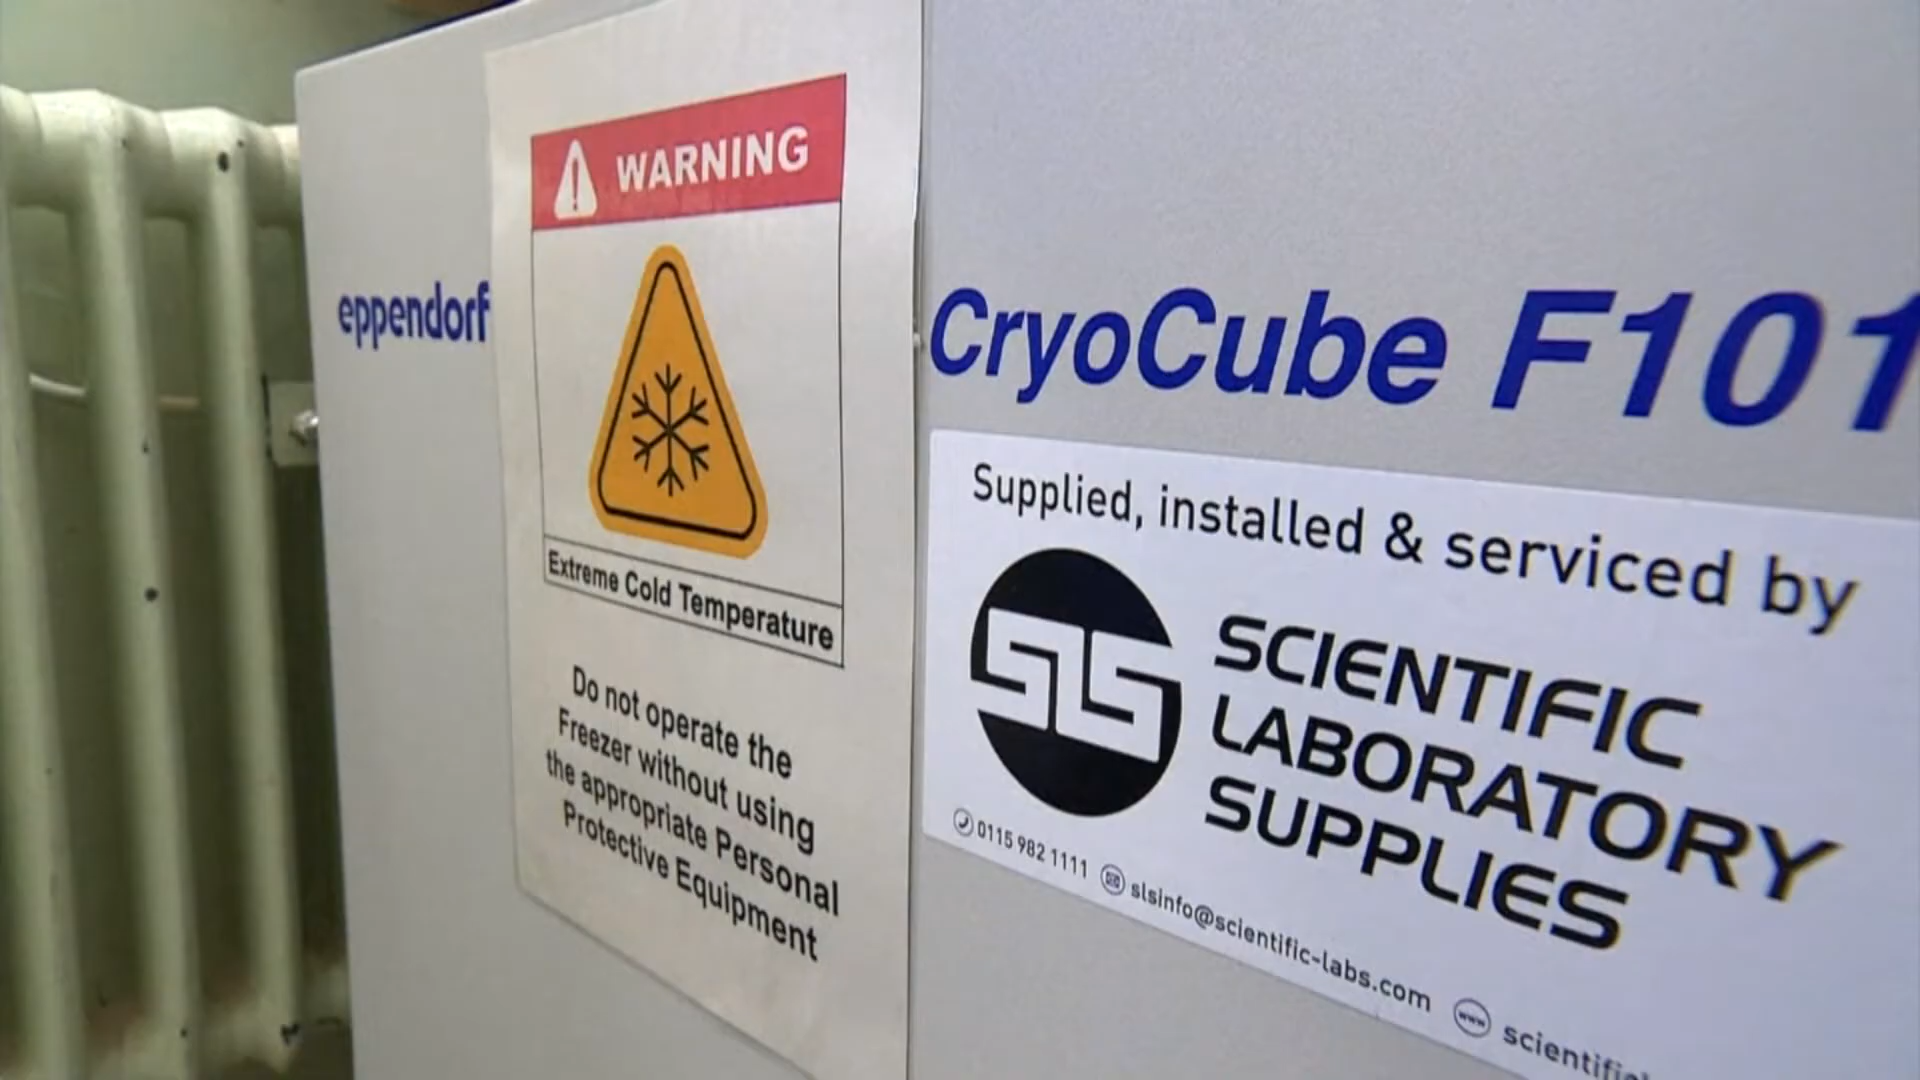 eppendorf
WARNING
Extreme Cold Temperature
Do not operate the
Freezer without using
the appropriate Personal
Protective Equipment
CryoCube F101
Supplied, installed & serviced by
SLS
SCIENTIFIC
LABORATORY
SUPPLIES
0115 982 1111 slsinfo@scientific-labs.com www